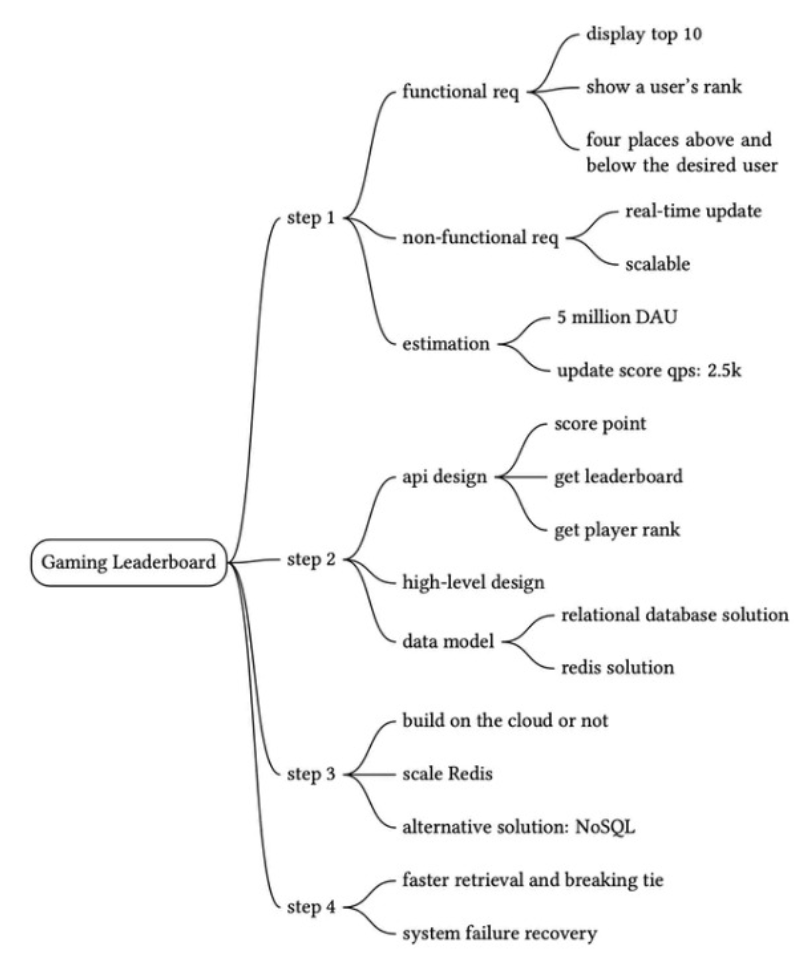 Gaming Leaderboard
step 1
functional req
display top 10
show a user's rank
four places above and
below the desired user
non-functional req
real-time update
scalable
estimation
5 million DAU
update score qps: 2.5k
step 2
api design
score point
get leaderboard
get player rank
high-level design
data model
relational database solution
redis solution
step 3
build on the cloud or not
scale Redis
alternative solution: NoSQL
step 4
faster retrieval and breaking tie
system failure recovery